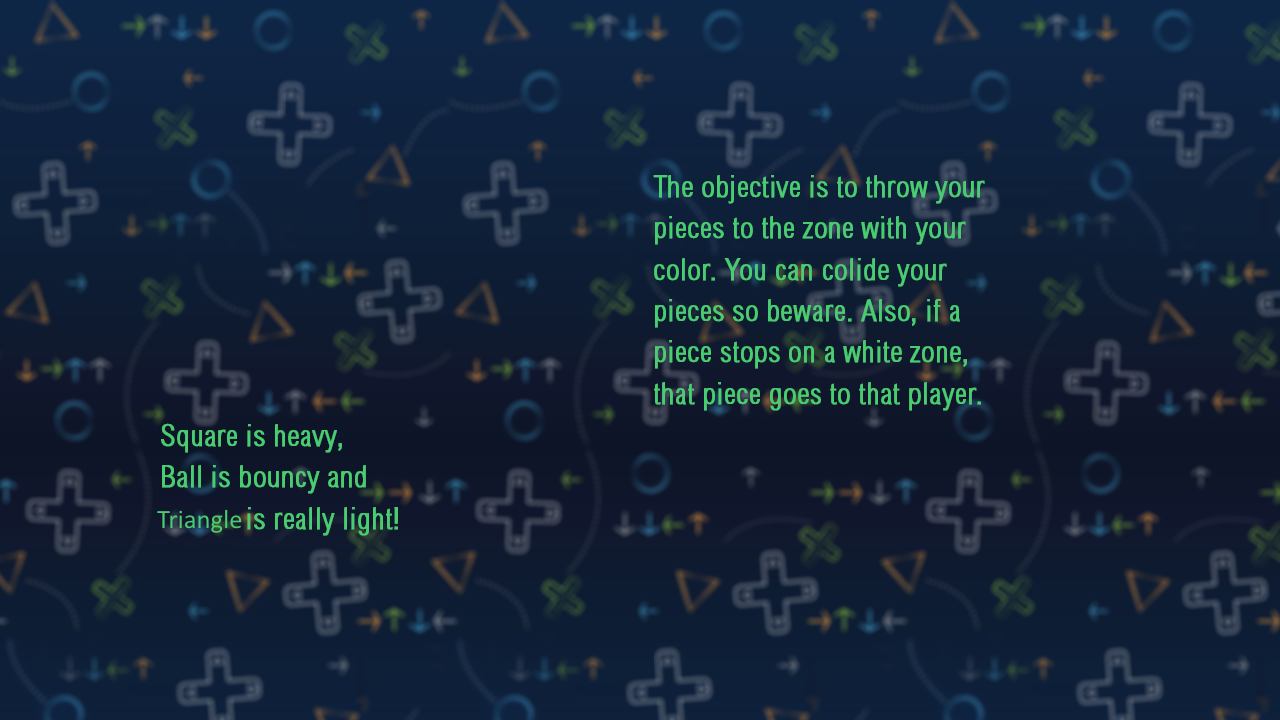 The objective is to throw your
pieces to the zone with your
color. You can colide your
pieces so beware. Also, if a
piece stops on a white zone,
that piece goes to that player.
Square is heavy,
Ball is bouncy and
Triangle is really light!